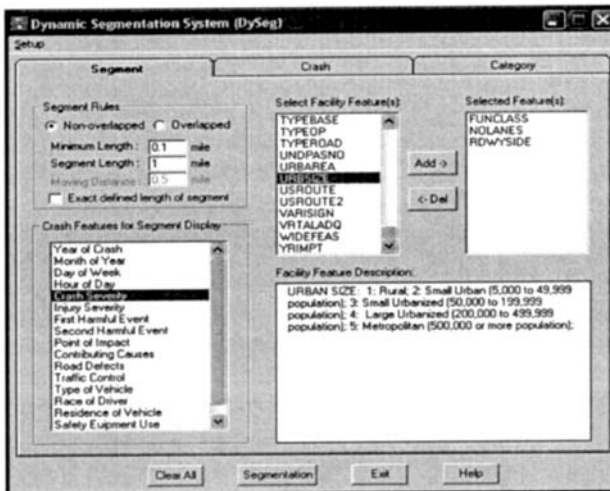 Dynamic Segmentation System (DySeg)
Setup
Segment
Crash
Category
Segment Rules
Non-overlapped
Overlapped
Minimum Length :
0.1
mile
Segment Length :
1
mile
Moving Distance :
0.5
mile
Exact defined length of segment
Crash Features for Segment Display
Year of Crash
Month of Year
Day of Week
Hour of Day
Crash Severity
Injury Severity
First Harmful Event
Second Harmful Event
Point of Impact
Contributing Causes
Road Defects
Traffic Control
Type of Vehicle
Race of Driver
Residence of Vehicle
Safety Euipment Use
Select Facility Feature(s):
TYPEBASE
TYPEOP
TYPEROAD
UNDPASNO
URBAREA
URBSIZE
USROUTE
USROUTE2
VARISIGN
VRTALADQ
WIDEFEAS
YRIMPT
Add ->
<- Del
Selected Feature(s):
FUNCLASS
NOLANES
RDWYSIDE
Facility Feature Description:
URBAN SIZE: 1: Rural; 2: Small Urban (5,000 to 49,999
population); 3: Small Urbanized (50,000 to 199,999
population); 4: Large Urbanized (200,000 to 499,999
population); 5: Metropolitan (500,000 or more population);
Clear All
Segmentation
Exit
Help